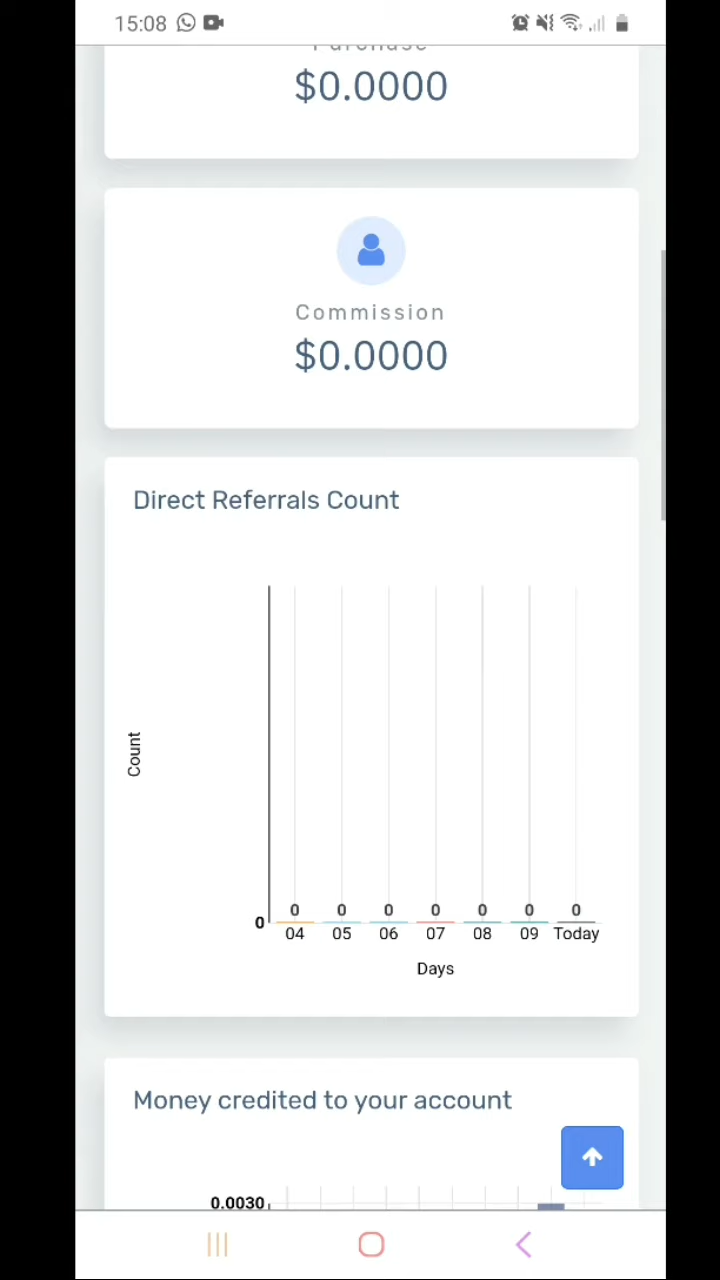 15:08
Purchase
$0.0000
Commission
$0.0000
Direct Referrals Count
Count
0 0 0 0 0 0 0
0
04 05 06 07 08 09 Today
Days
Money credited to your account
0.0030